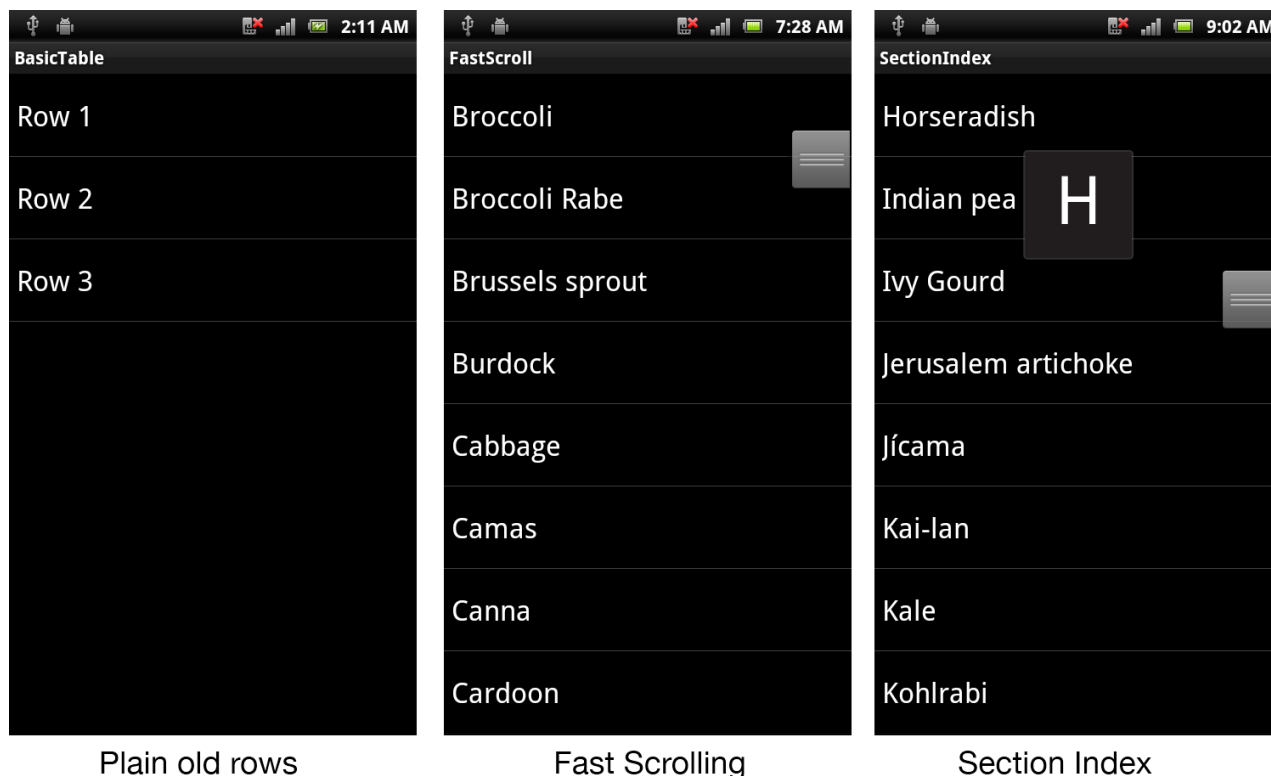 2:11 AM
BasicTable
Row 1
Row 2
Row 3
Plain old rows
7:28 AM
FastScroll
Broccoli
Broccoli Rabe
Brussels sprout
Burdock
Cabbage
Camas
Canna
Cardoon
Fast Scrolling
9:02 AM
SectionIndex
Horseradish
Indian pea
H
Ivy Gourd
Jerusalem artichoke
Jícama
Kai-lan
Kale
Kohlrabi
Section Index